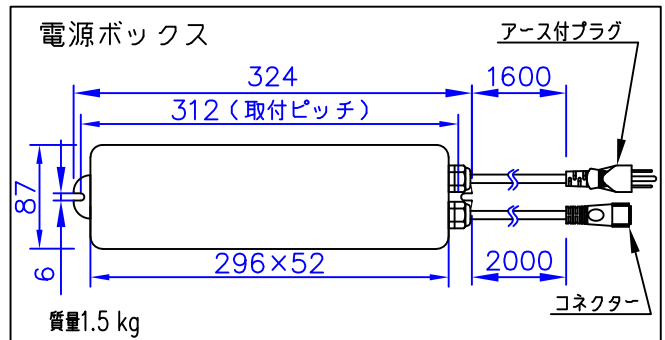 電源ボックス
アース付プラグ
324
1600
312（取付ピッチ）
87
6
296×52
2000
コネクター
質量1.5 kg